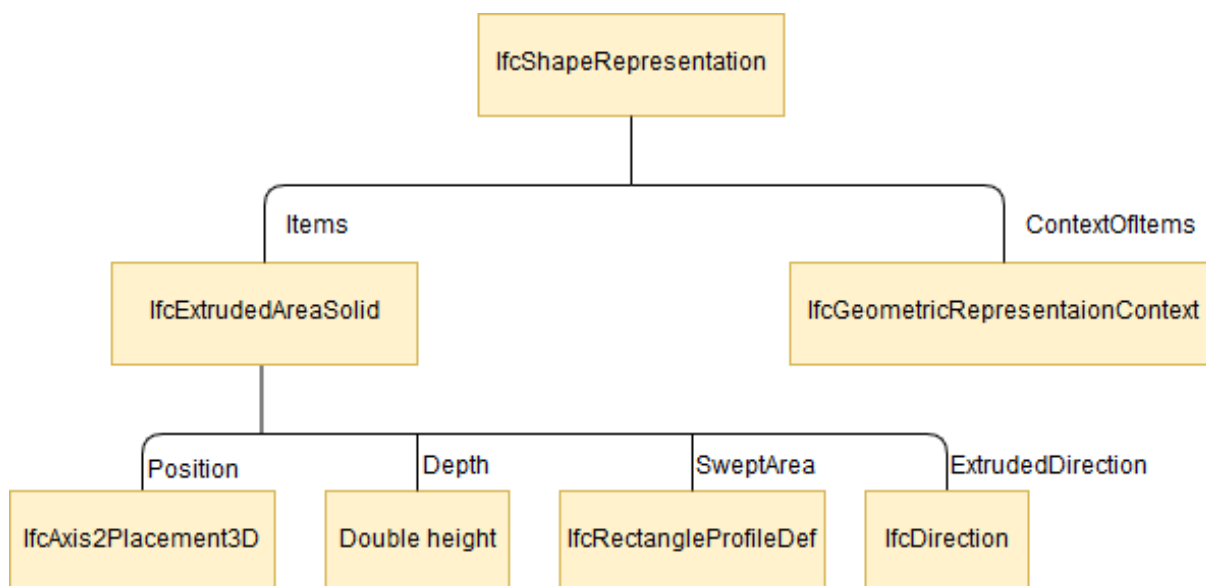 IfcShapeRepresentation
Items
ContextOfItems
IfcExtrudedAreaSolid
IfcGeometricRepresentaionContext
Position
Depth
SweptArea
ExtrudedDirection
IfcAxis2Placement3D
Double height
IfcRectangleProfileDef
IfcDirection